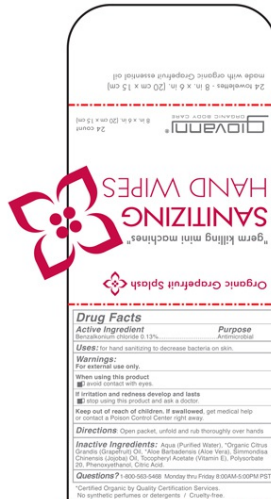 made with organic Grapefruit essential oil
24 towelettes - 8 in. x 6 in. (20 cm x 15 cm)
giovanni®
ORGANIC BODY CARE
24 count
8 in. x 6 in. (20 cm x 15 cm)
"germ killing mini machines"
SANITIZING
HAND WIPES
Organic Grapefruit Splash
Drug Facts
Active Ingredient Purpose
Benzalkonium chloride 0.13% Antimicrobial
Uses: for hand sanitizing to decrease bacteria on skin.
Warnings:
For external use only.
When using this product
avoid contact with eyes.
If irritation and redness develop and lasts
stop using this product and ask a doctor.
Keep out of reach of children. If swallowed, get medical help
or contact a Poison Control Center right away.
Directions: Open packet, unfold and rub thoroughly over hands
Inactive Ingredients: Aqua (Purified Water), *Organic Citrus
Grandis (Grapefruit) Oil, *Aloe Barbadensis (Aloe Vera), Simmondsia
Chinensis (Jojoba) Oil, Tocopheryl Acetate (Vitamin E), Polysorbate
20, Phenoxyethanol, Citric Acid.
Questions? 1-800-563-5468 Monday thru Friday 8:00AM-5:00PM PST
*Certified Organic by Quality Certification Services.
No synthetic perfumes or detergents / Cruelty-free.